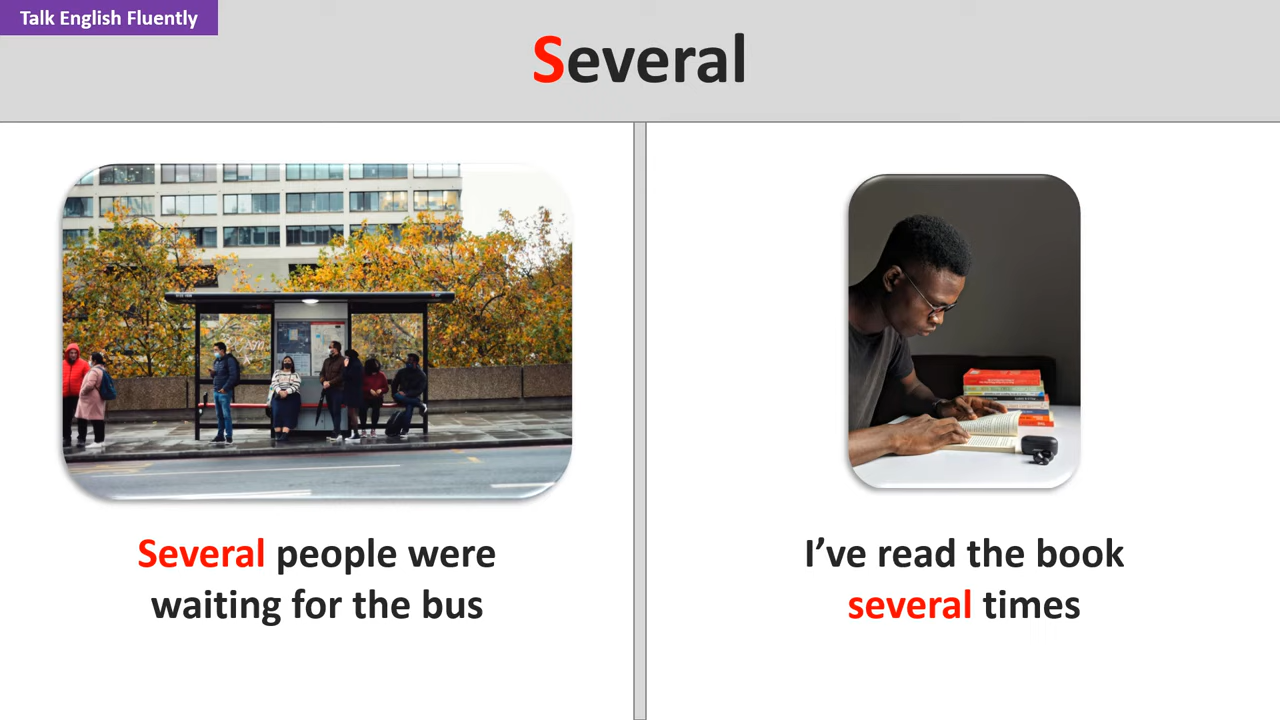 Talk English Fluently
Several
Several people were
waiting for the bus
I’ve read the book
several times